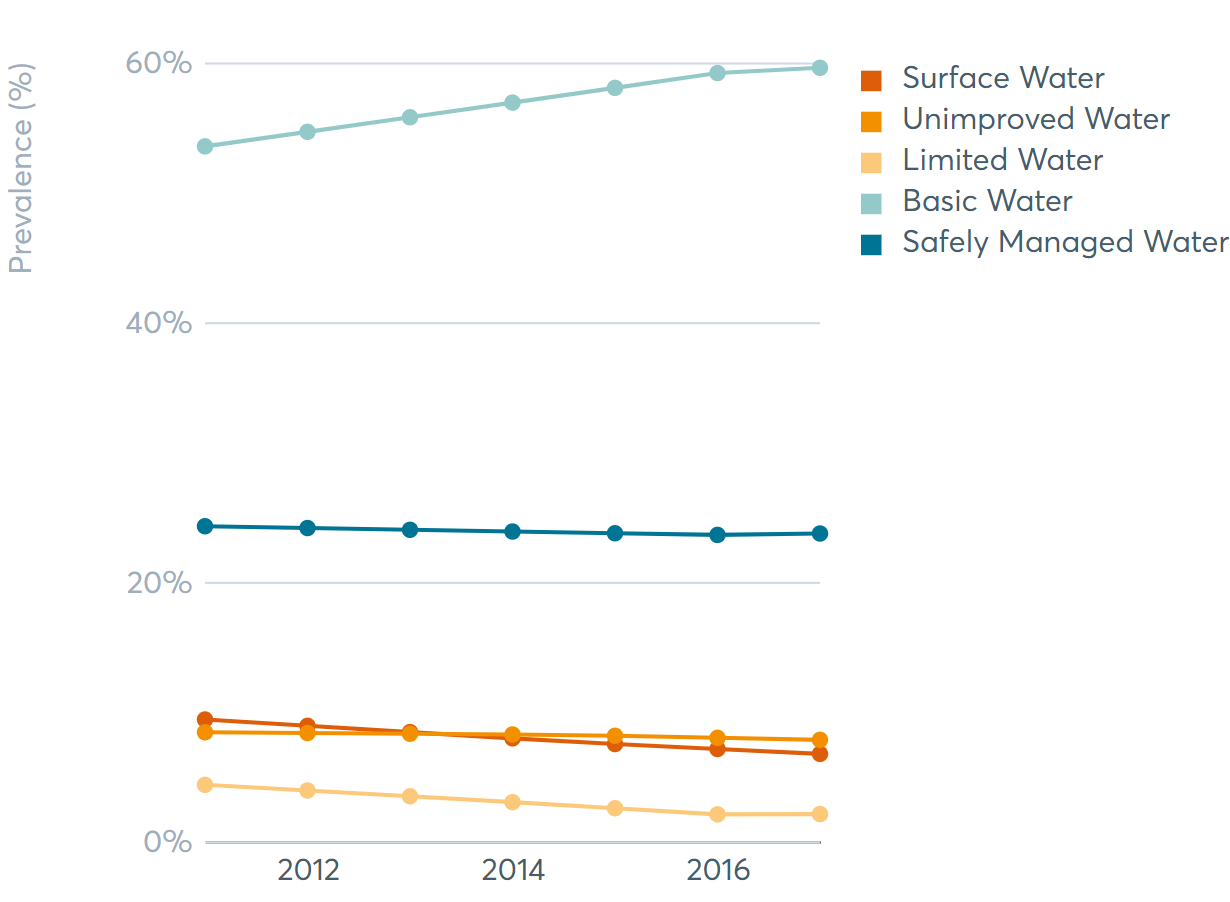 Prevalence (%)
60%
40%
20%
0%
2012
2014
2016
Surface Water
Unimproved Water
Limited Water
Basic Water
Safely Managed Water